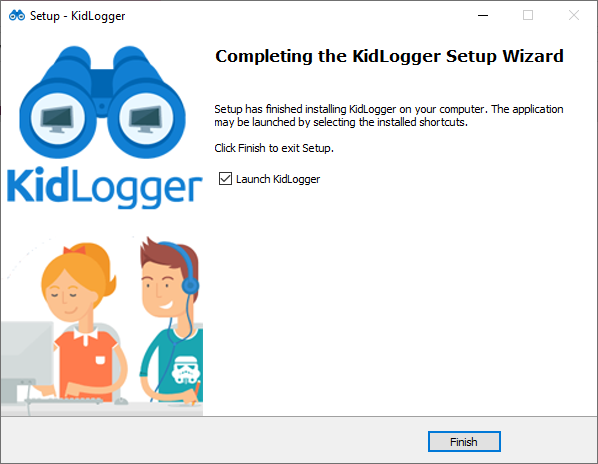 Setup - KidLogger
Completing the KidLogger Setup Wizard
Setup has finished installing KidLogger on your computer. The application
may be launched by selecting the installed shortcuts.
Click Finish to exit Setup.
Launch KidLogger
KidLogger
Finish